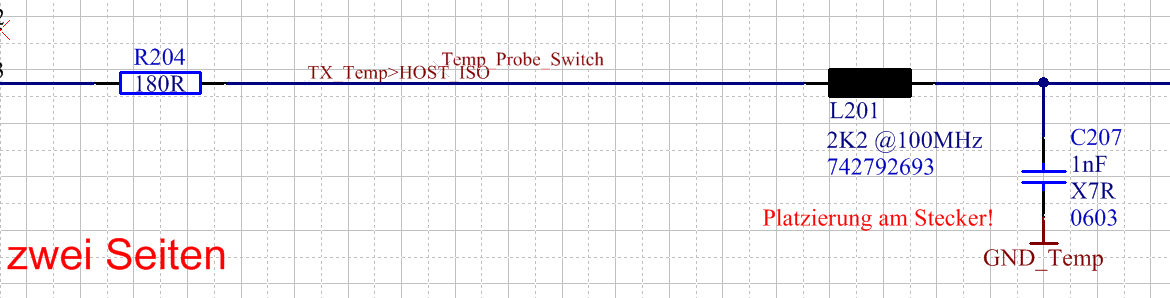 R204
180R
Temp_Probe_Switch
TX_Temp>HOST_ISO
L201
2K2 @100MHz
742792693
C207
1nF
X7R
0603
Platzierung am Stecker!
GND_Temp
zwei Seiten